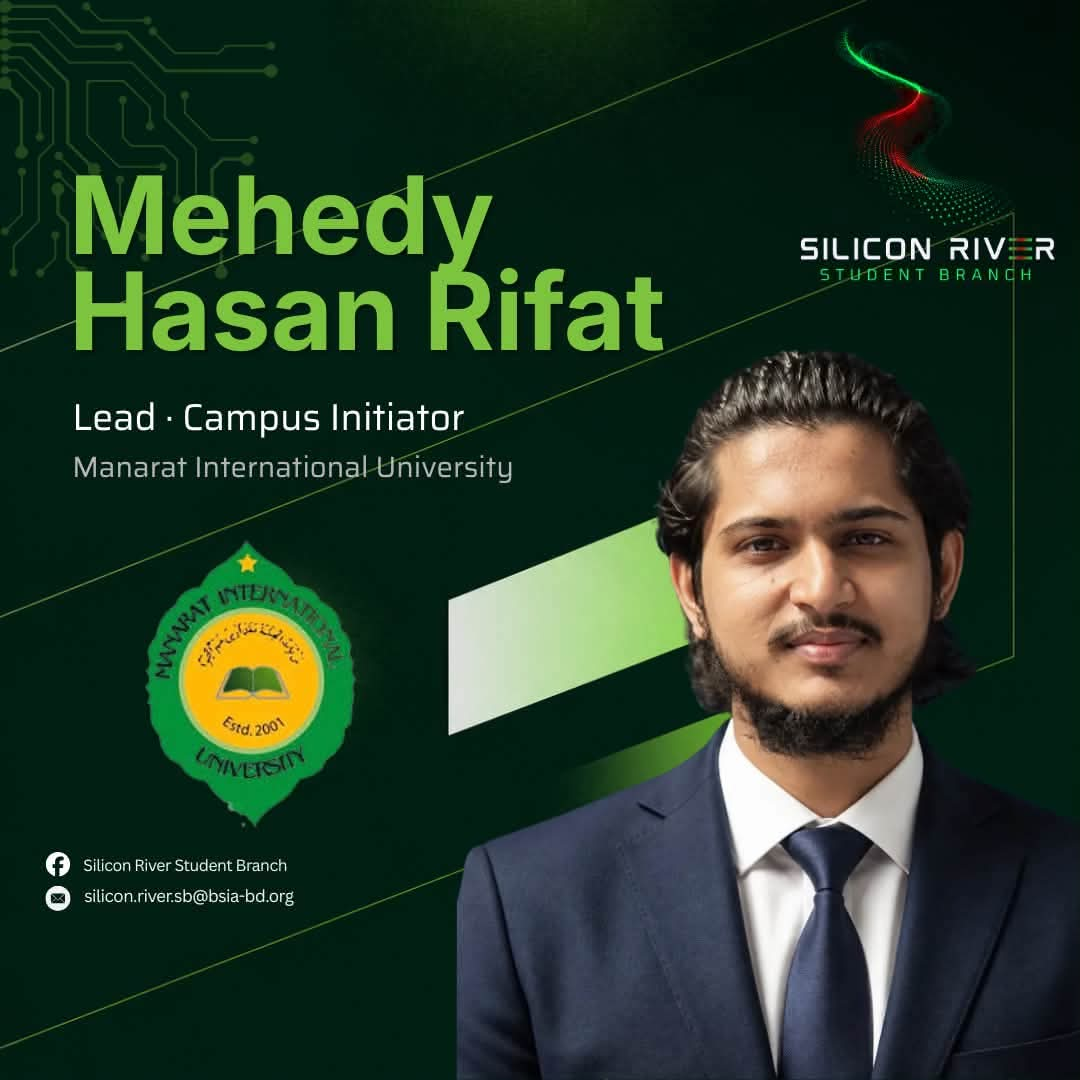 SILICON RIVER
STUDENT BRANCH
Mehedy
Hasan Rifat
Lead · Campus Initiator
Manarat International University
MANARAT INTERNATIONAL
Estd. 2001
UNIVERSITY
Silicon River Student Branch
silicon.river.sb@bsia-bd.org